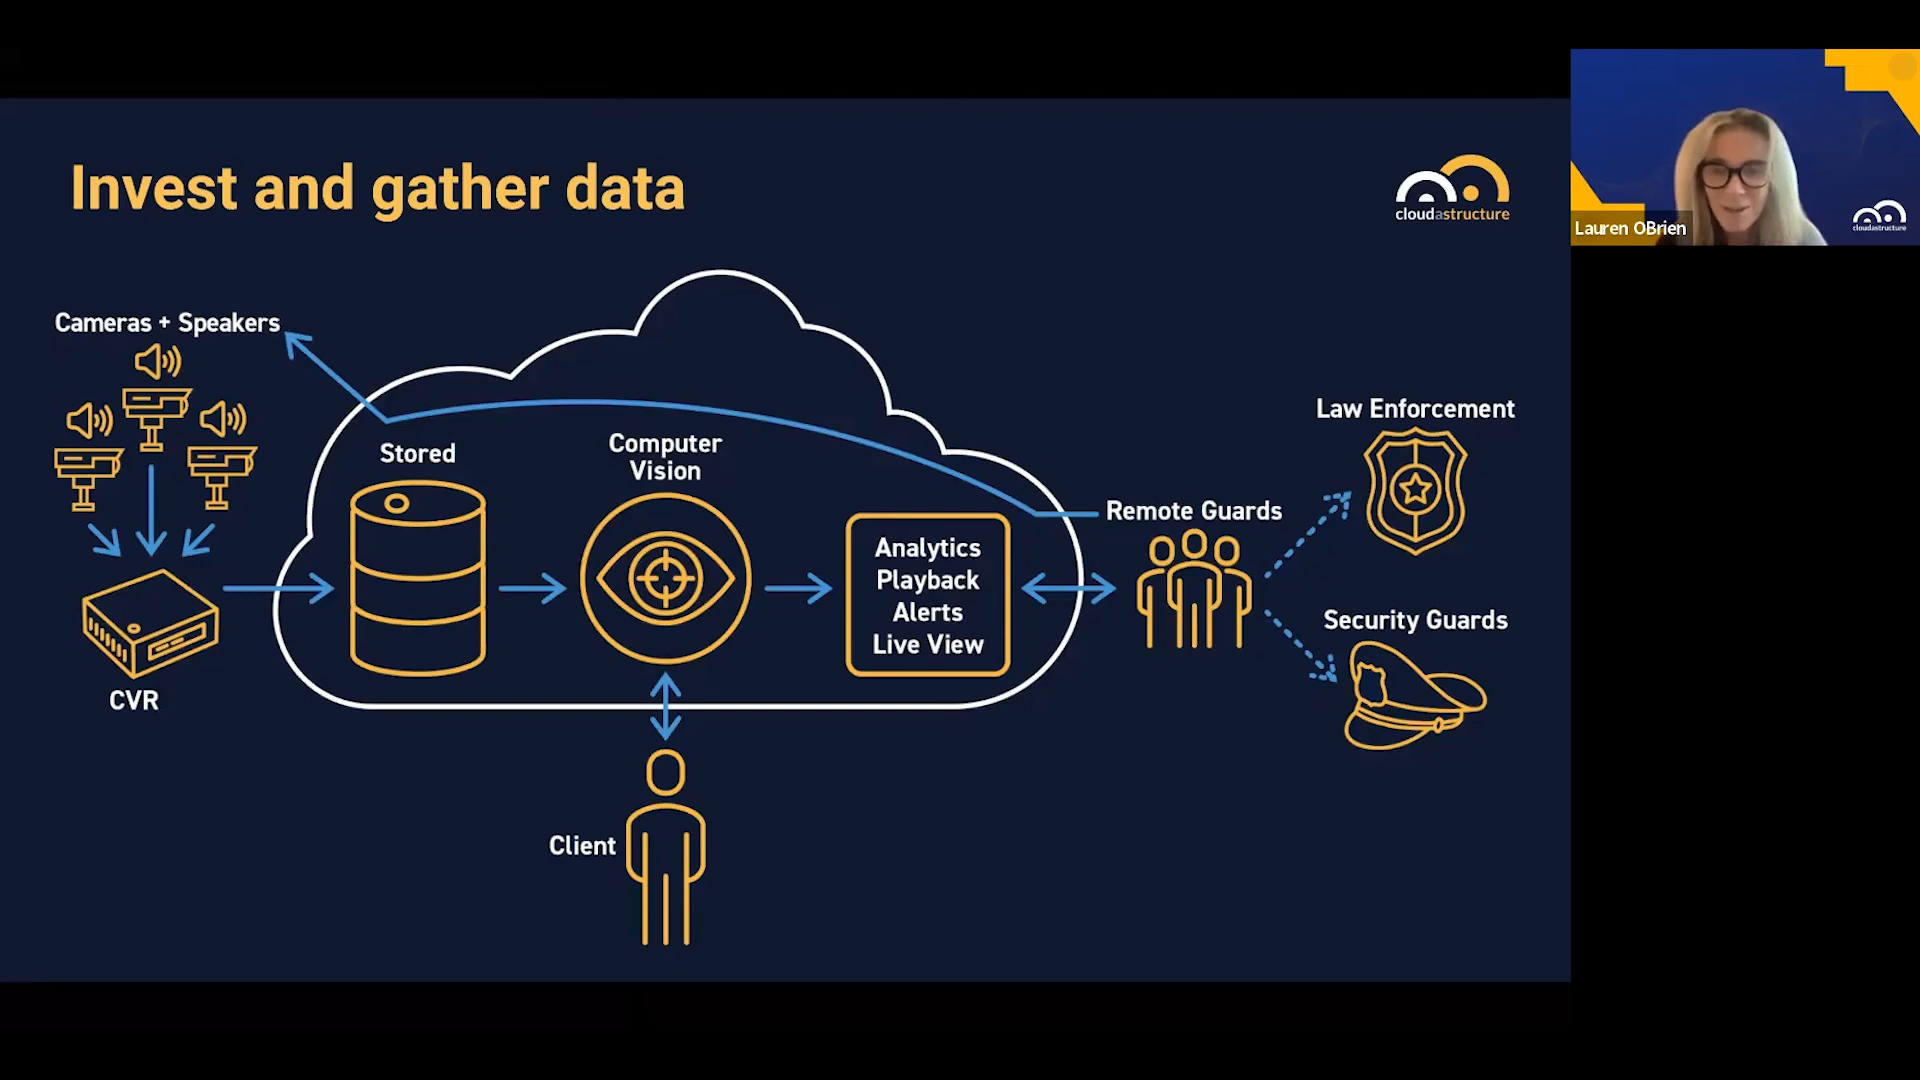 Invest and gather data
cloudastructure
Lauren OBrien
cloudastructure
Cameras + Speakers
Stored
Computer
Vision
Analytics
Playback
Alerts
Live View
Remote Guards
Law Enforcement
Security Guards
CVR
Client